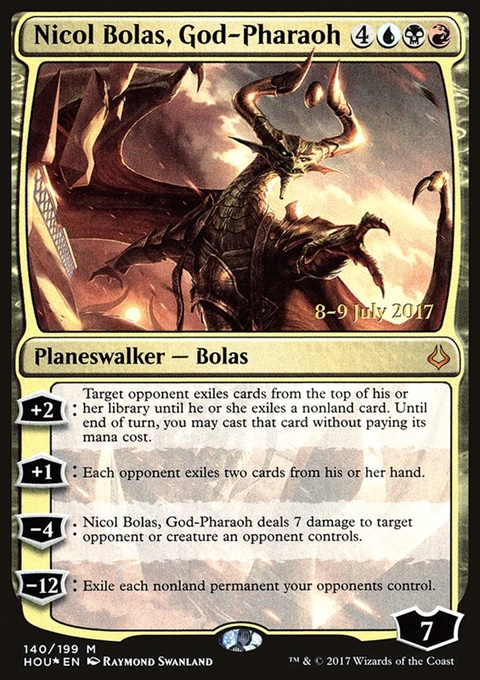 Nicol Bolas, God-Pharaoh 4
8–9 July 2017
Planeswalker — Bolas
+2: Target opponent exiles cards from the top of his or
her library until he or she exiles a nonland card. Until
end of turn, you may cast that card without paying its
mana cost.
+1: Each opponent exiles two cards from his or her hand.
−4: Nicol Bolas, God-Pharaoh deals 7 damage to target
opponent or creature an opponent controls.
−12: Exile each nonland permanent your opponents control.
7
140/199 M
HOU★EN Raymond Swanland
™ & © 2017 Wizards of the Coast